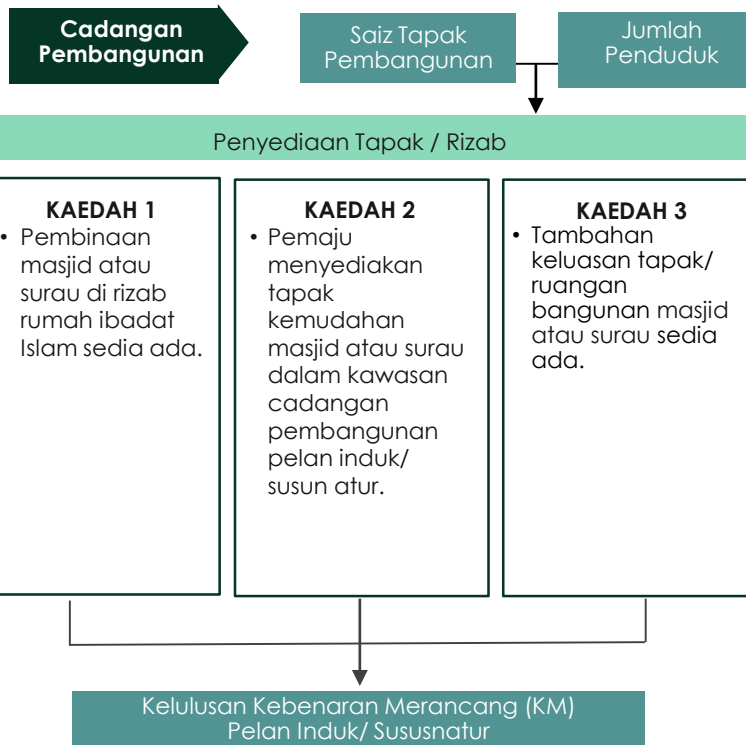 Cadangan
Pembangunan
Saiz Tapak
Pembangunan
Jumlah
Penduduk
Penyediaan Tapak / Rizab
KAEDAH 1
• Pembinaan
masjid atau
surau di rizab
rumah ibadat
Islam sedia ada.
KAEDAH 2
• Pemaju
menyediakan
tapak
kemudahan
masjid atau surau
dalam kawasan
cadangan
pembangunan
pelan induk/
susun atur.
KAEDAH 3
• Tambahan
keluasan tapak/
ruangan
bangunan masjid
atau surau sedia
ada.
Kelulusan Kebenaran Merancang (KM)
Pelan Induk/ Sususnatur